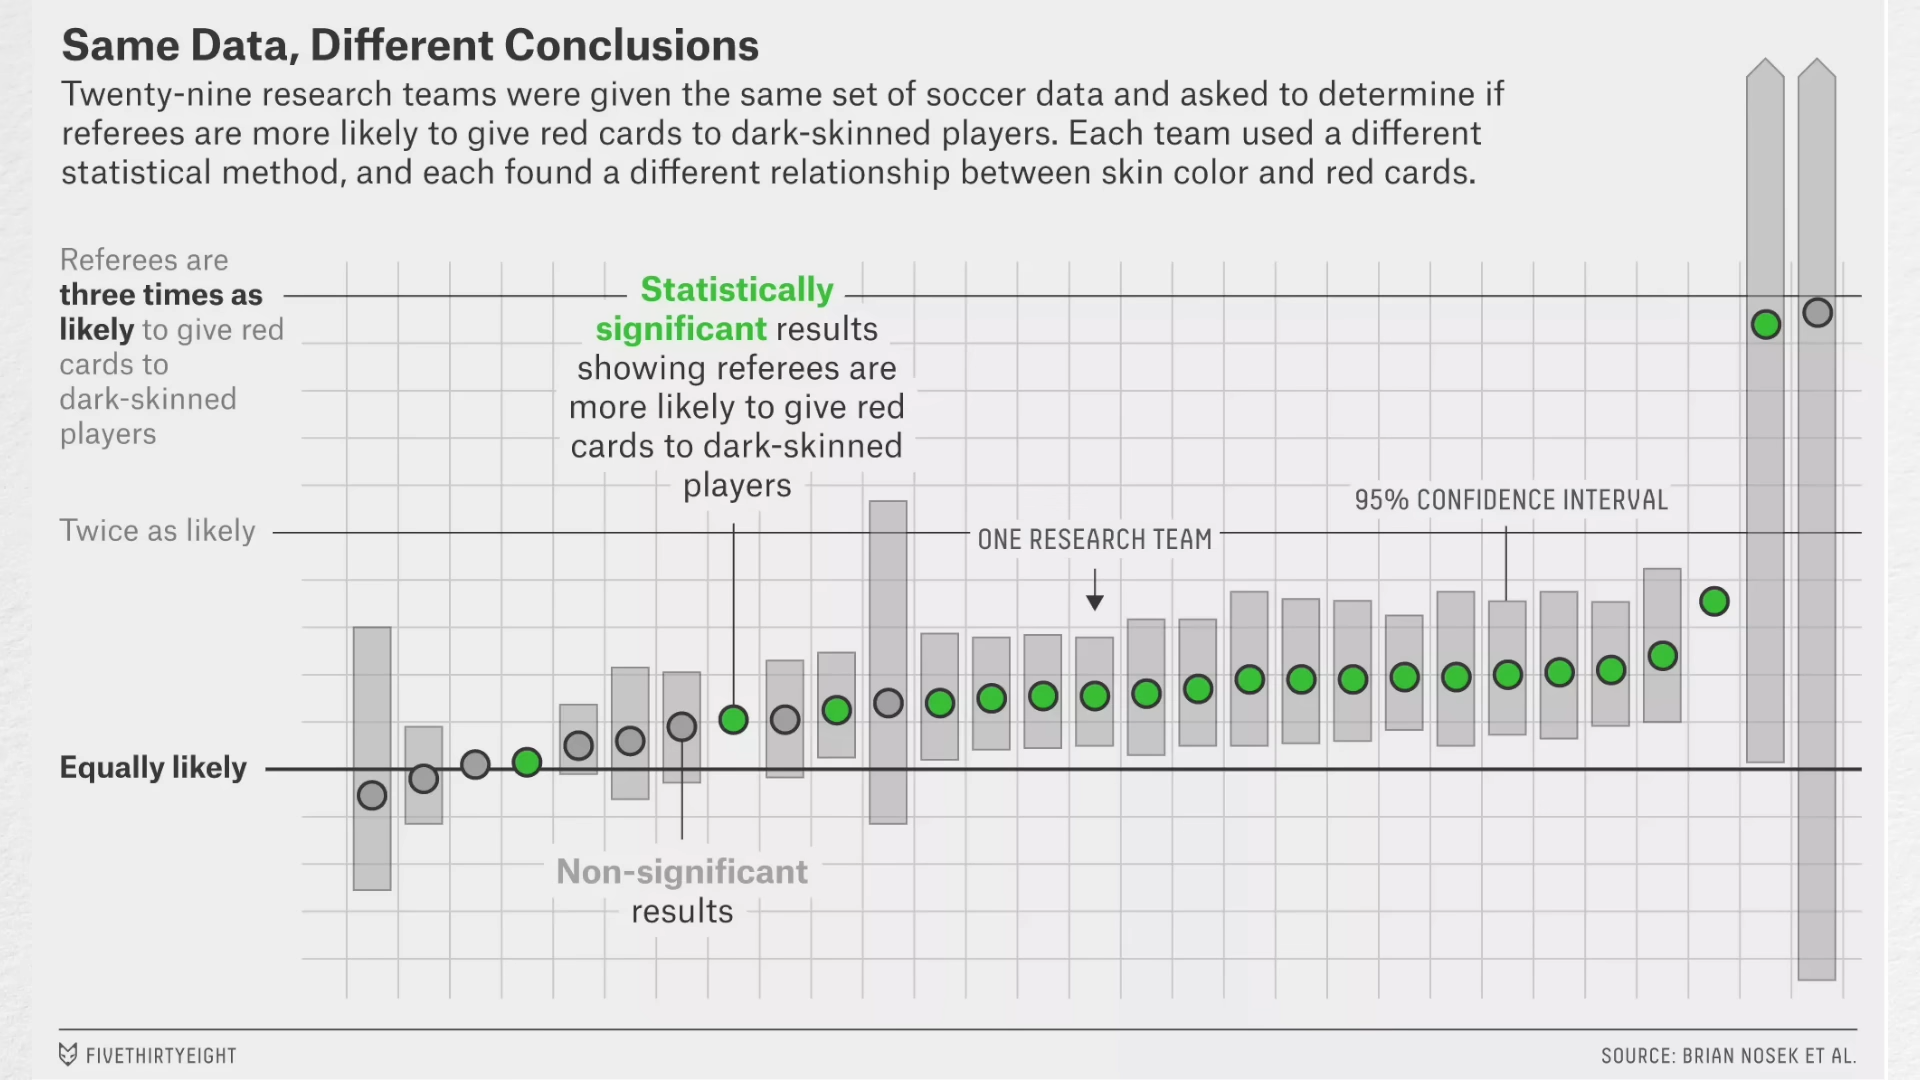 Same Data, Different Conclusions
Twenty-nine research teams were given the same set of soccer data and asked to determine if
referees are more likely to give red cards to dark-skinned players. Each team used a different
statistical method, and each found a different relationship between skin color and red cards.
Referees are
three times as
likely to give red
cards to
dark-skinned
players
Statistically
significant results
showing referees are
more likely to give red
cards to dark-skinned
players
95% CONFIDENCE INTERVAL
Twice as likely
ONE RESEARCH TEAM
Equally likely
Non-significant
results
FIVETHIRTYEIGHT
SOURCE: BRIAN NOSEK ET AL.